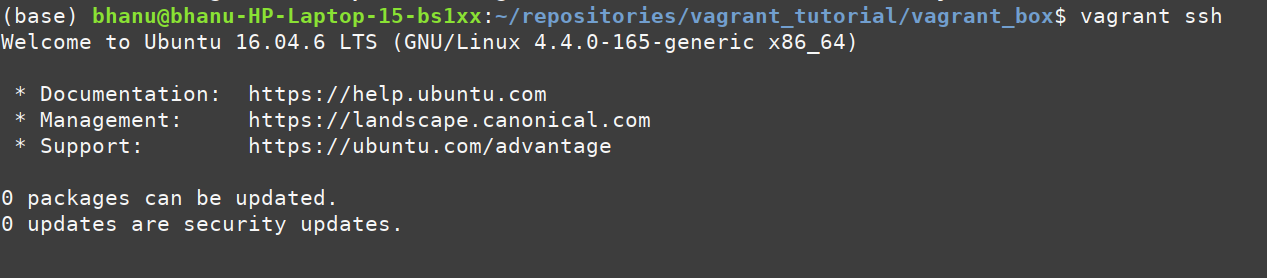 (base) bhanu@bhanu-HP-Laptop-15-bs1xx:~/repositories/vagrant_tutorial/vagrant_box$ vagrant ssh
Welcome to Ubuntu 16.04.6 LTS (GNU/Linux 4.4.0-165-generic x86_64)
* Documentation:  https://help.ubuntu.com
* Management:     https://landscape.canonical.com
* Support:        https://ubuntu.com/advantage
0 packages can be updated.
0 updates are security updates.